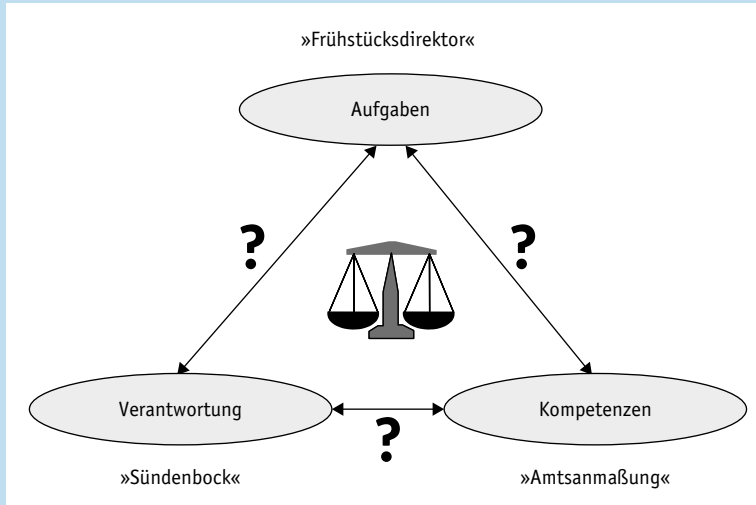 »Frühstücksdirektor«
Aufgaben
?
?
Verantwortung
?
Kompetenzen
»Sündenbock«
»Amtsanmaßung«